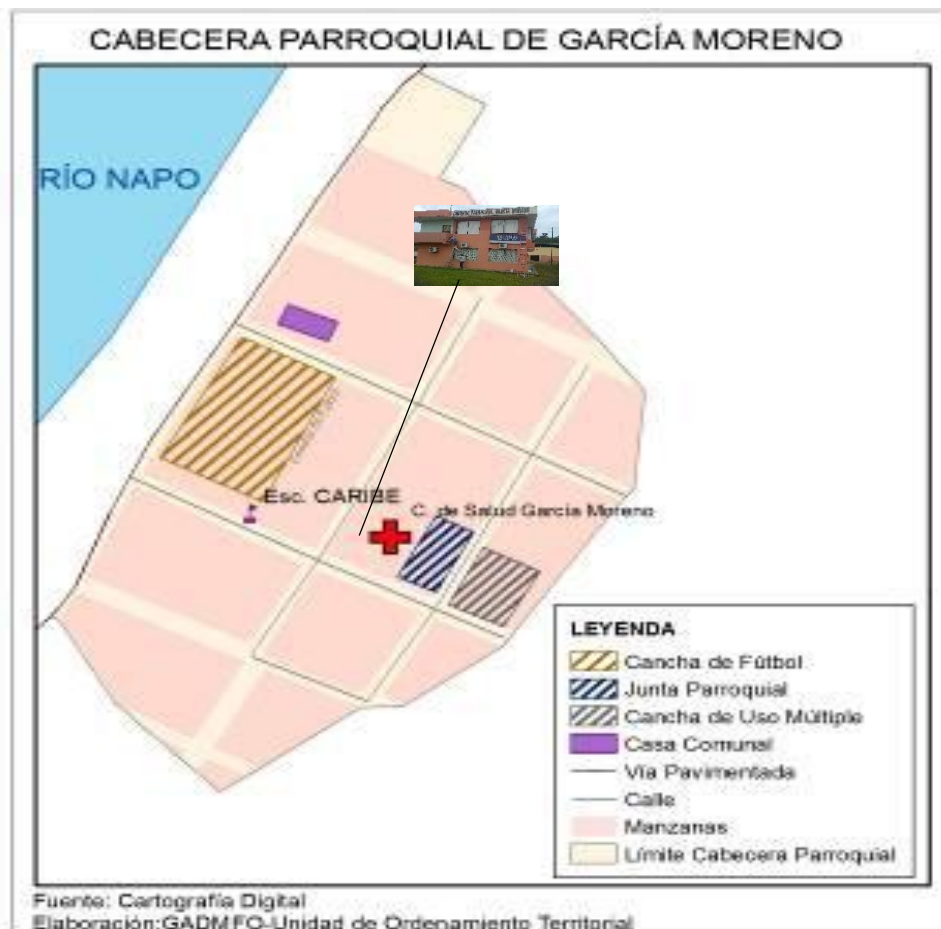 CABECERA PARROQUIAL DE GARCÍA MORENO
RÍO NAPO
Esc. CARIBE
C. de Salud García Moreno
LEYENDA
Cancha de Fútbol
Junta Parroquial
Cancha de Uso Múltiple
Casa Comunal
Vía Pavimentada
Calle
Manzanas
Límite Cabecera Parroquial
Fuente: Cartografía Digital
Elaboración:GADMFO-Unidad de Ordenamiento Territorial